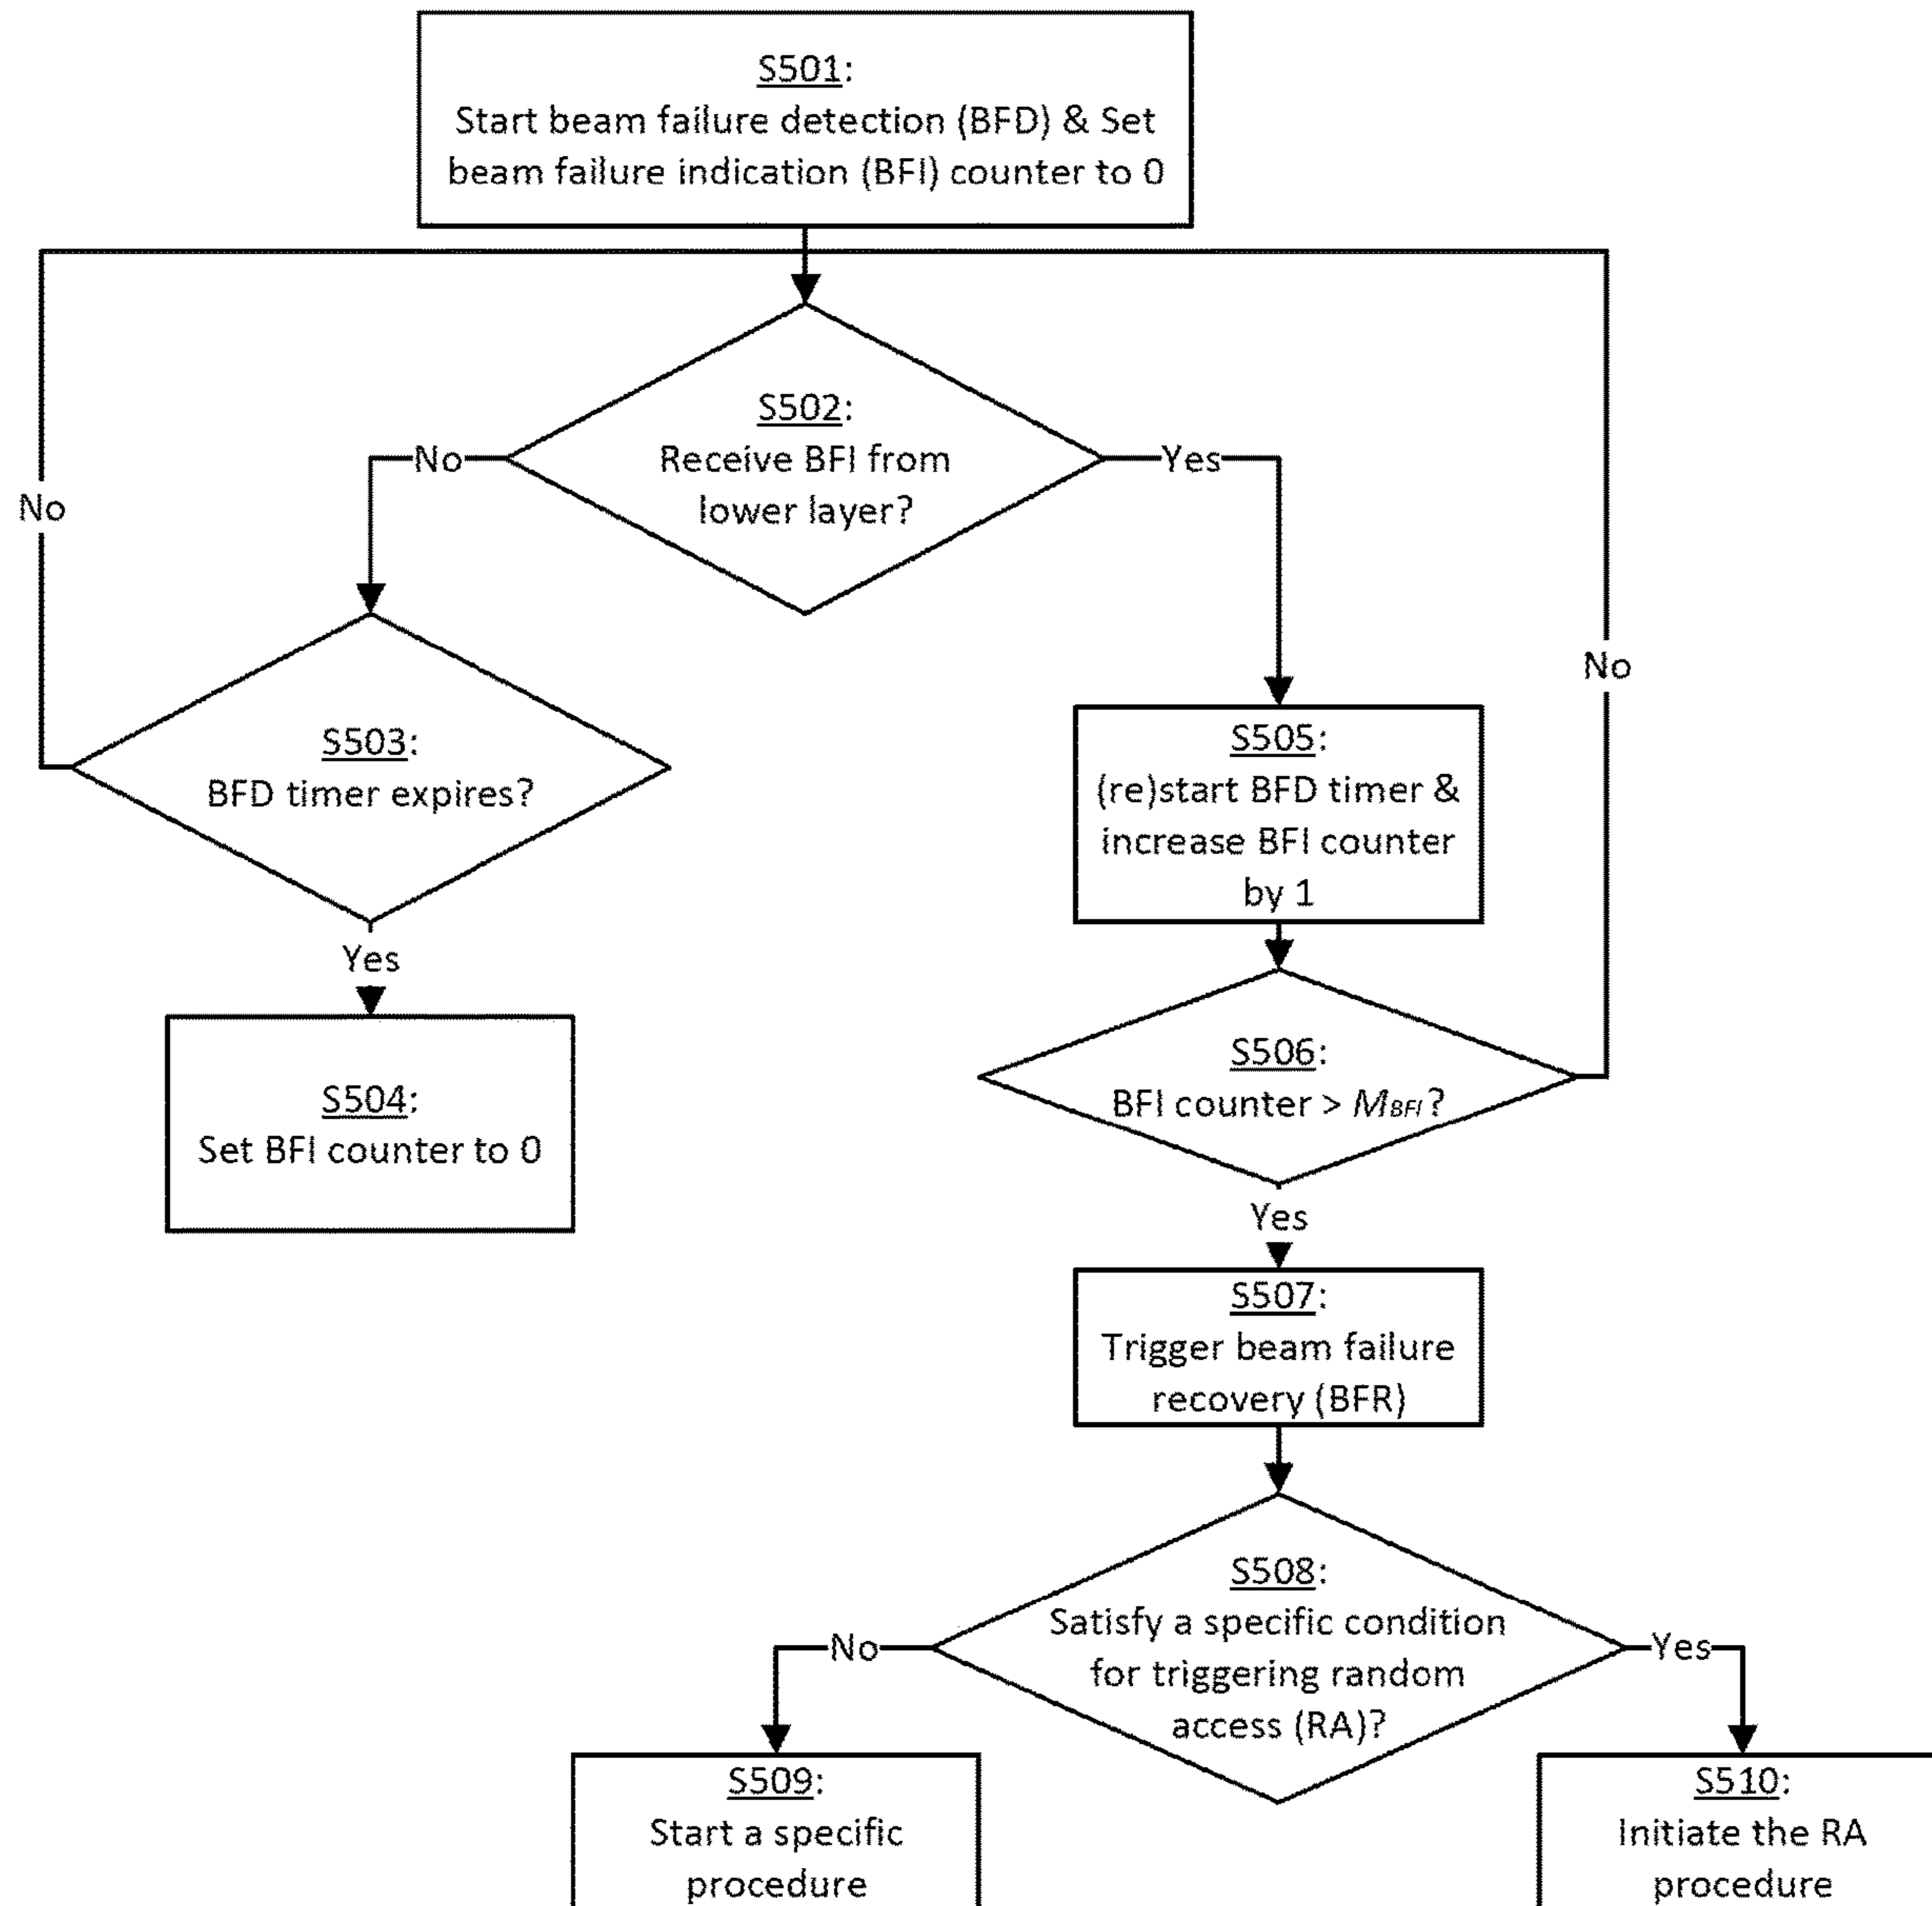 S501:
Start beam failure detection (BFD) & Set
beam failure indication (BFI) counter to 0
S502:
Receive BFI from
lower layer?
No
Yes
No
No
S503:
BFD timer expires?
Yes
S504:
Set BFI counter to 0
S505:
(re)start BFD timer &
increase BFI counter
by 1
S506:
BFI counter > MBFI?
Yes
S507:
Trigger beam failure
recovery (BFR)
S508:
Satisfy a specific condition
for triggering random
access (RA)?
No
Yes
S509:
Start a specific
procedure
S510:
Initiate the RA
procedure